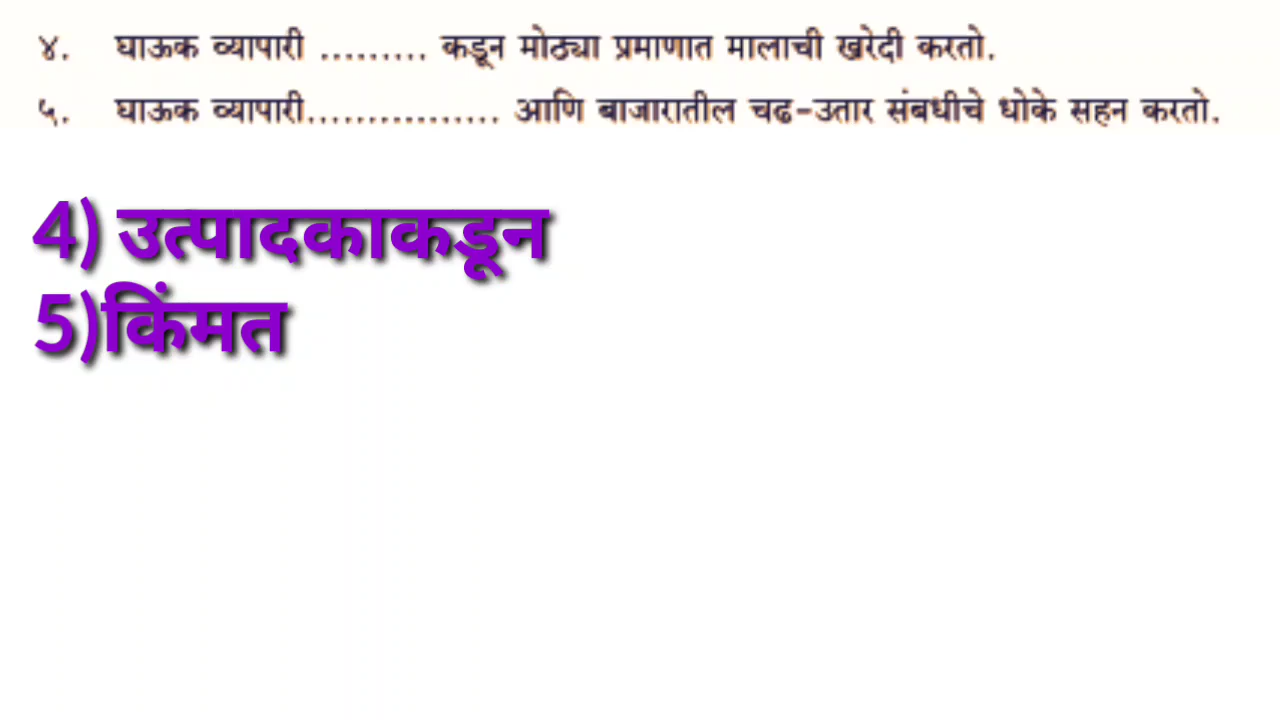 ४. घाऊक व्यापारी ......... कडून मोठ्या प्रमाणात मालाची खरेदी करतो.
५. घाऊक व्यापारी................ आणि बाजारातील चढ-उतार संबधीचे धोके सहन करतो.
4) उत्पादकाकडून
5)किंमत